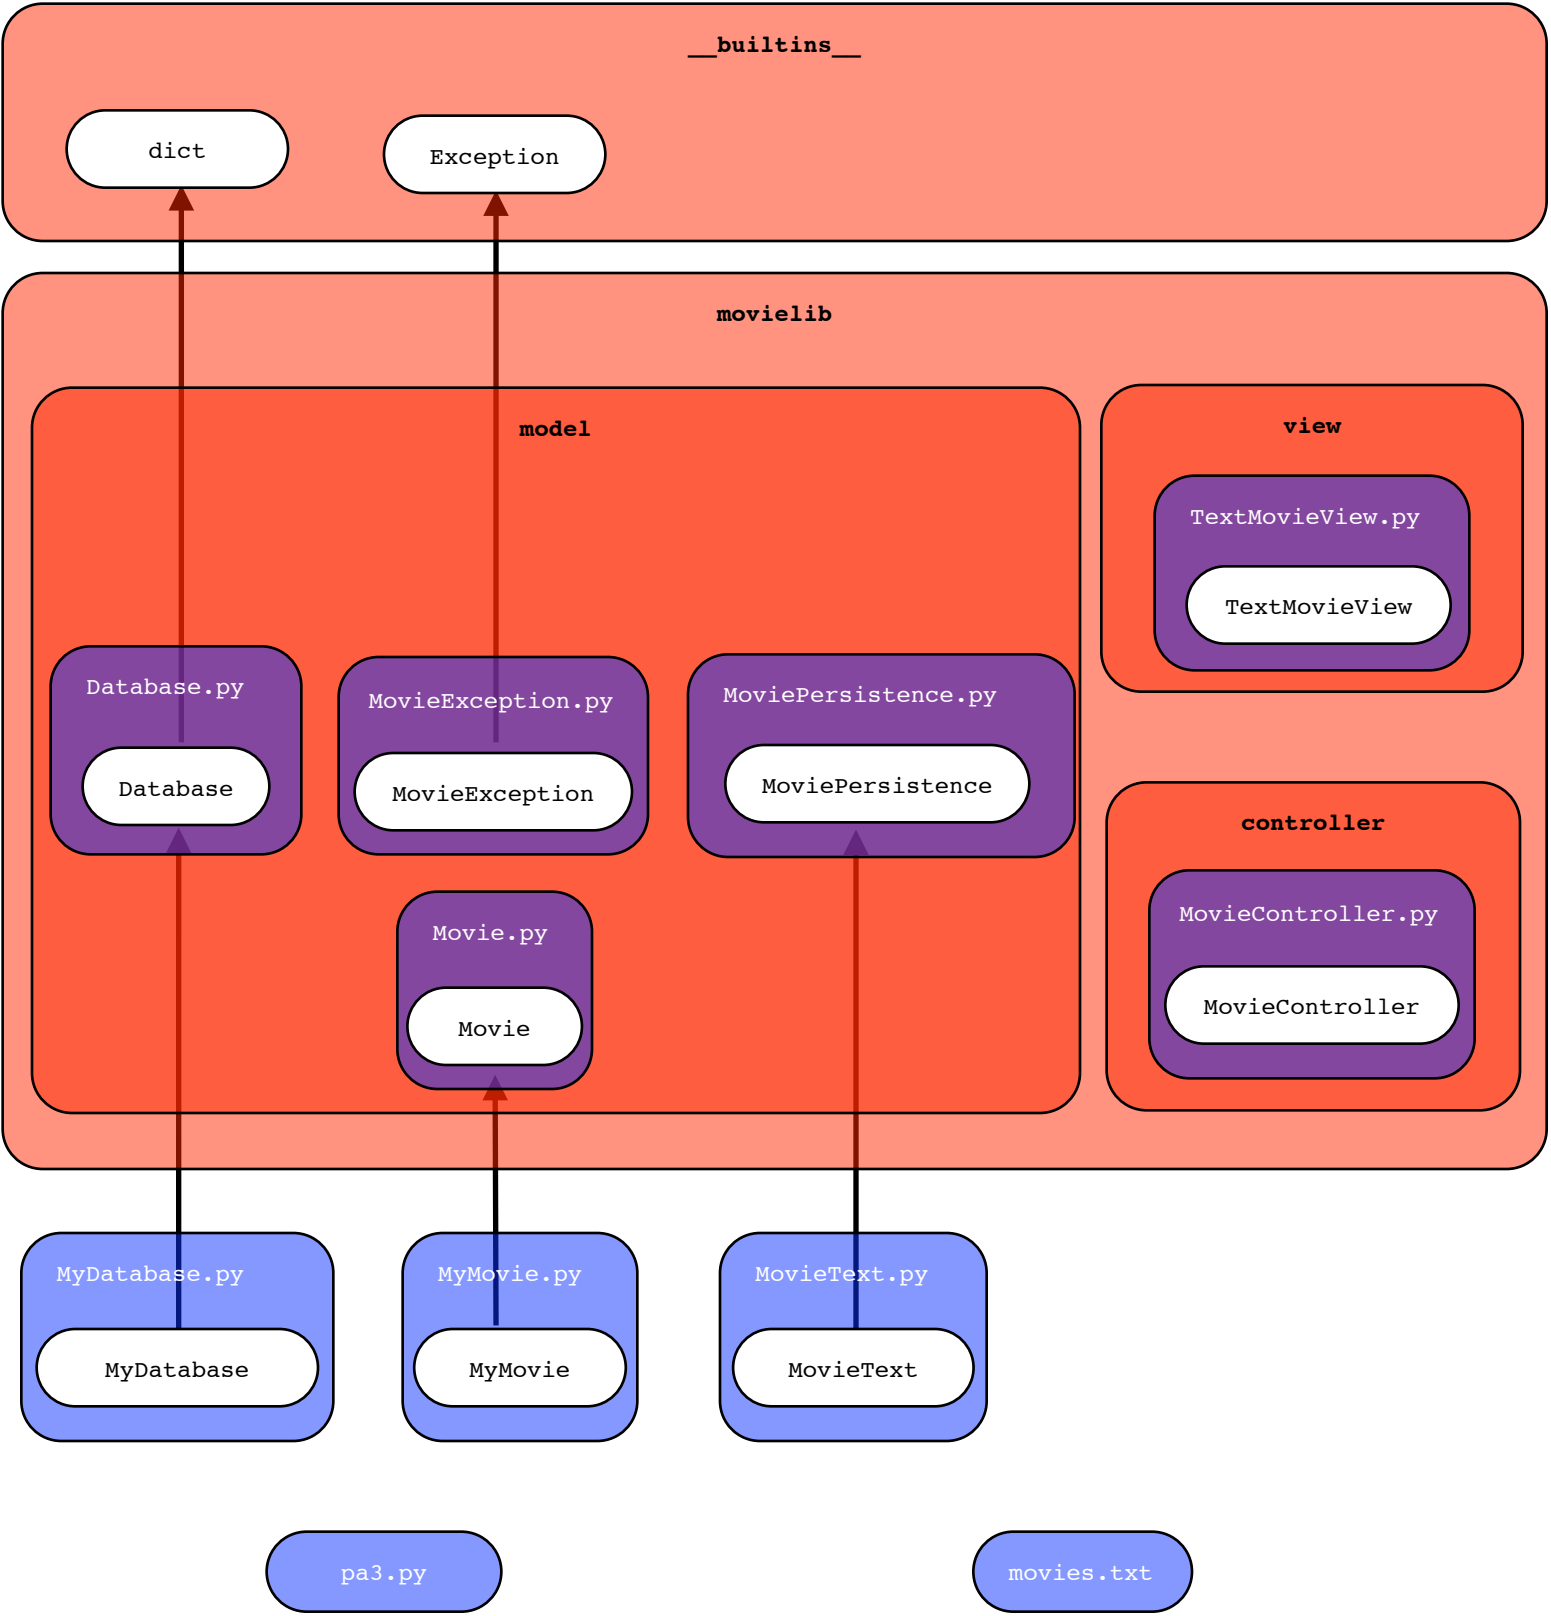 __builtins__
dict
Exception
movielib
model
view
TextMovieView.py
TextMovieView
Database.py
MovieException.py
MoviePersistence.py
Database
MovieException
MoviePersistence
controller
MovieController.py
MovieController
Movie.py
Movie
MyDatabase.py
MyMovie.py
MovieText.py
MyDatabase
MyMovie
MovieText
pa3.py
movies.txt